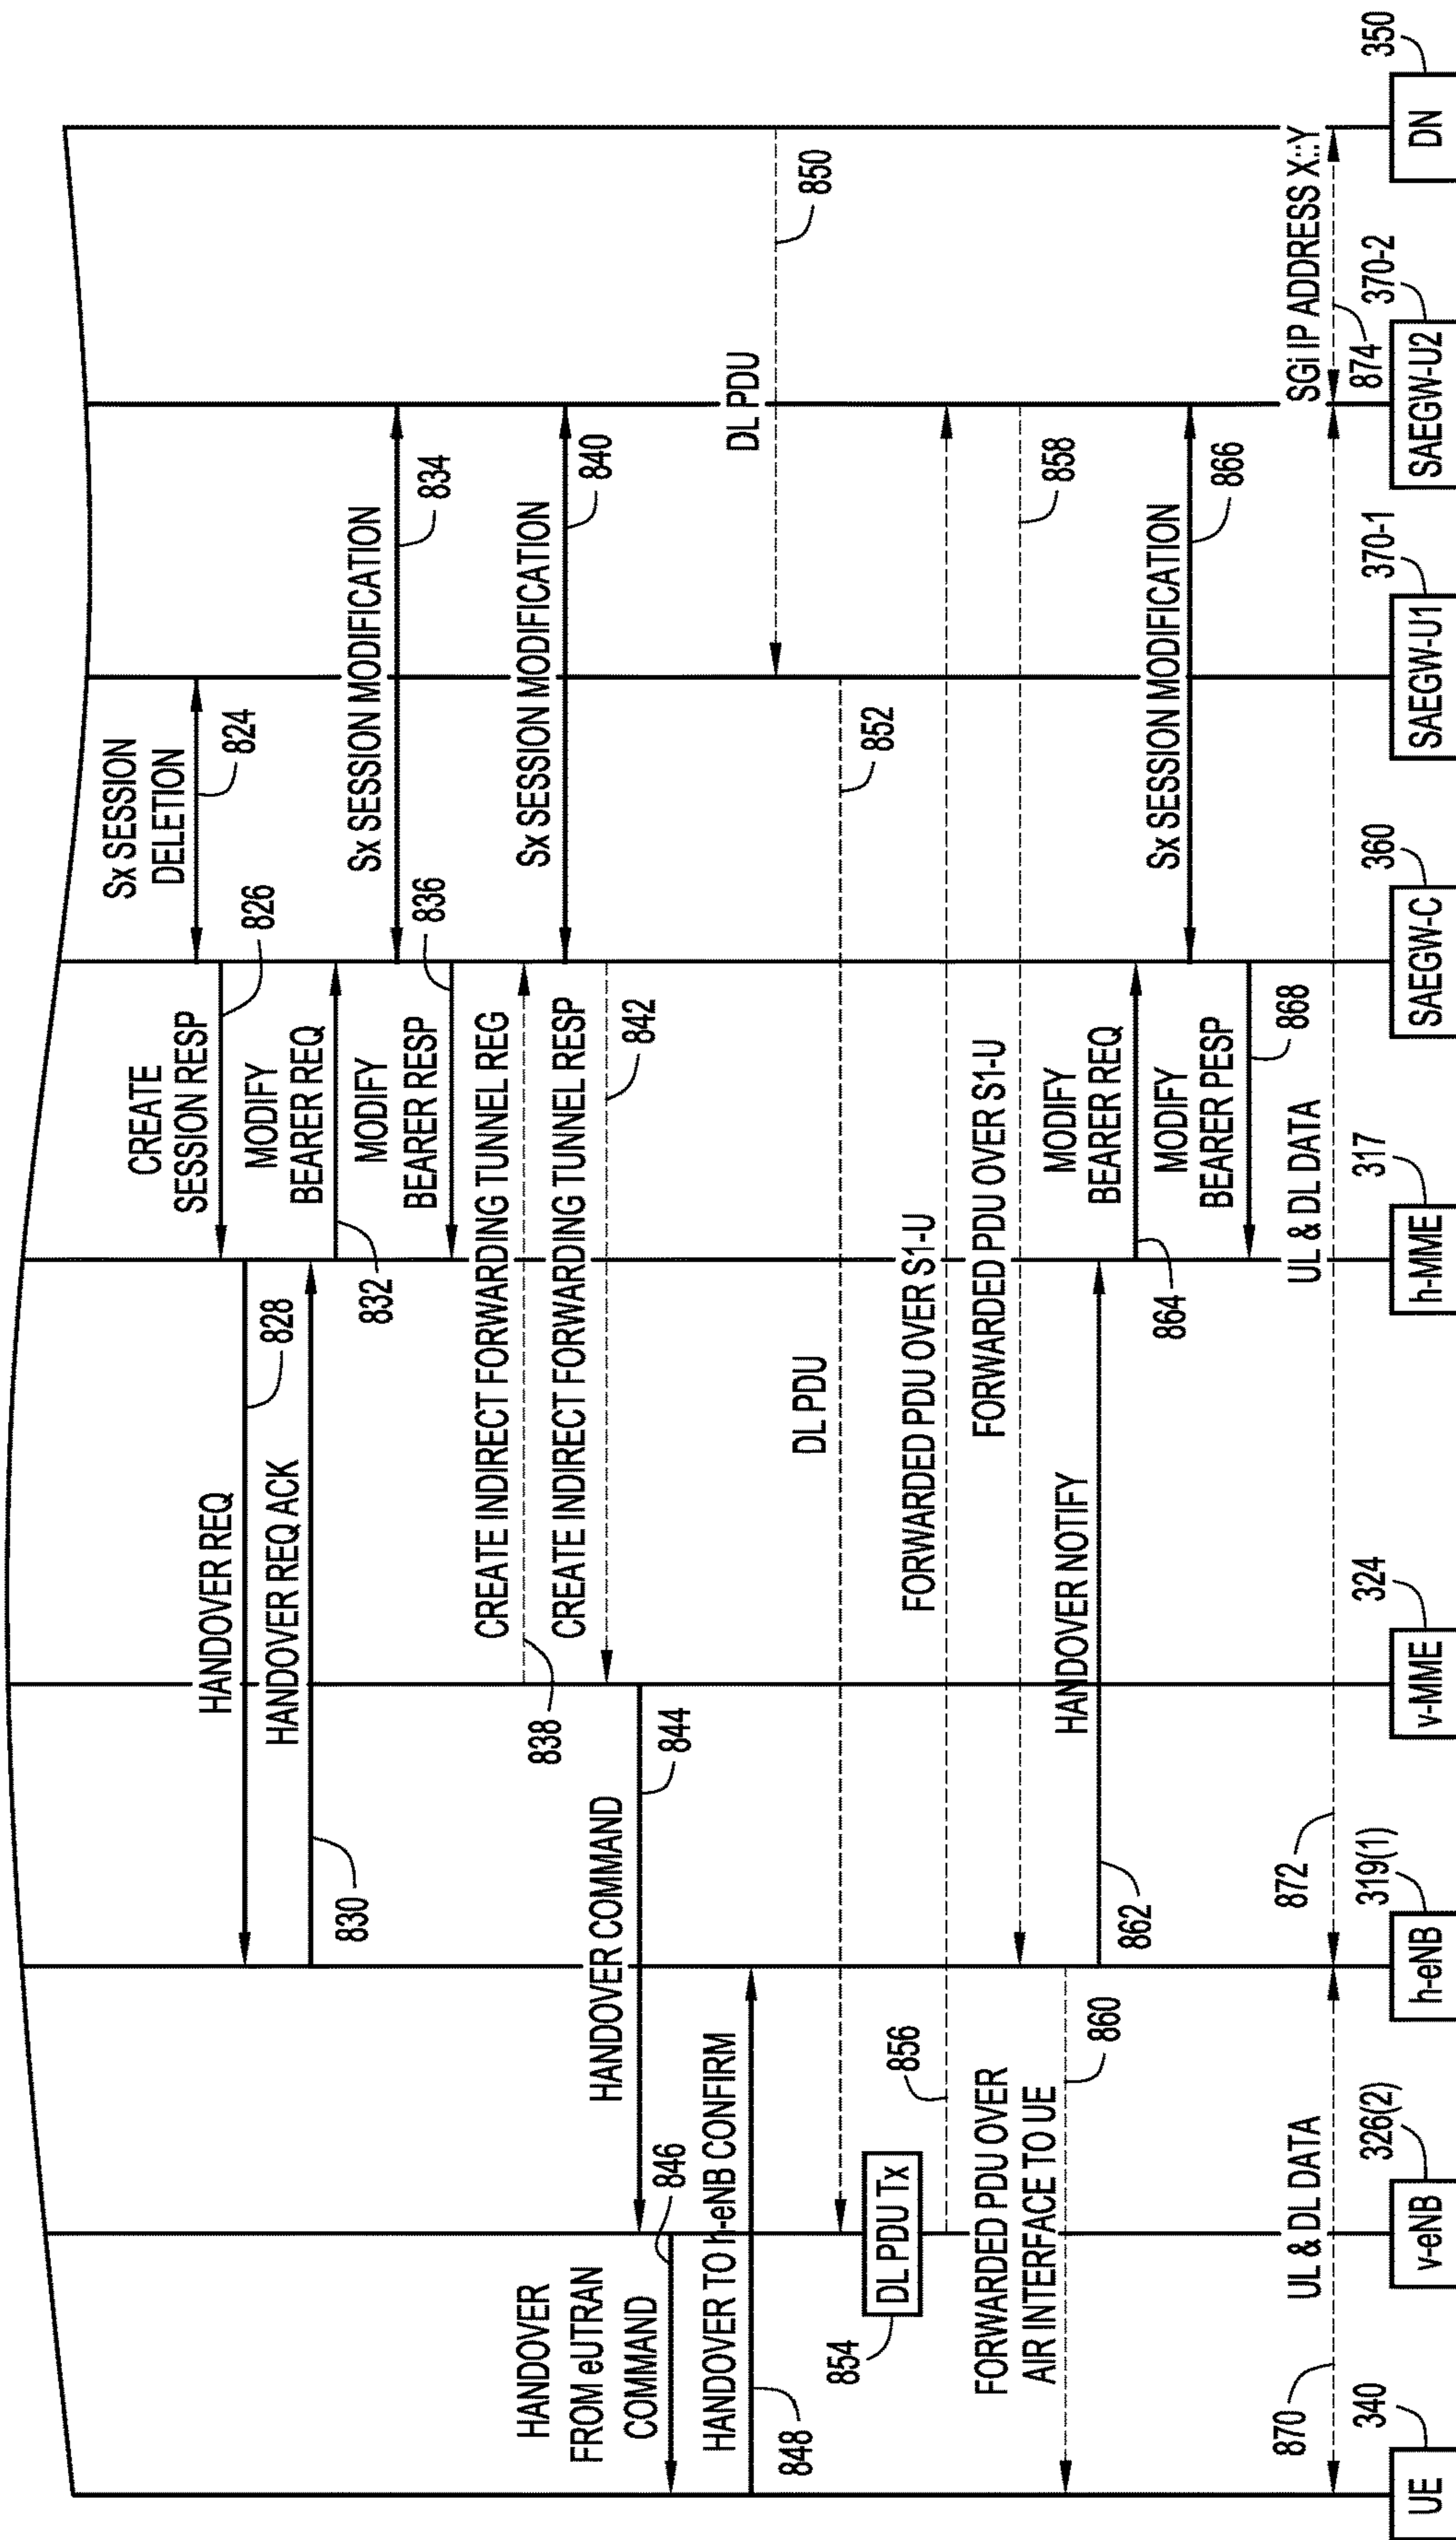 Sx SESSION
DELETION
824
CREATE
SESSION RESP
826
HANDOVER REQ
828
HANDOVER REQ ACK
830
MODIFY
BEARER REQ
832
Sx SESSION MODIFICATION
834
MODIFY
BEARER RESP
836
CREATE INDIRECT FORWARDING TUNNEL REG
838
Sx SESSION MODIFICATION
840
CREATE INDIRECT FORWARDING TUNNEL RESP
842
HANDOVER COMMAND
844
HANDOVER
FROM eUTRAN
COMMAND
846
HANDOVER TO h-eNB CONFIRM
848
DL PDU
850
DL PDU
852
DL PDU Tx
854
FORWARDED PDU OVER S1-U
856
FORWARDED PDU OVER S1-U
858
FORWARDED PDU OVER
AIR INTERFACE TO UE
860
HANDOVER NOTIFY
862
MODIFY
BEARER REQ
864
Sx SESSION MODIFICATION
866
MODIFY
BEARER PESP
868
UL & DL DATA
870
UL & DL DATA
872
SGi IP ADDRESS X::Y
874
UE
340
v-eNB
326(2)
h-eNB
319(1)
v-MME
324
h-MME
317
SAEGW-C
360
SAEGW-U1
370-1
SAEGW-U2
370-2
DN
350